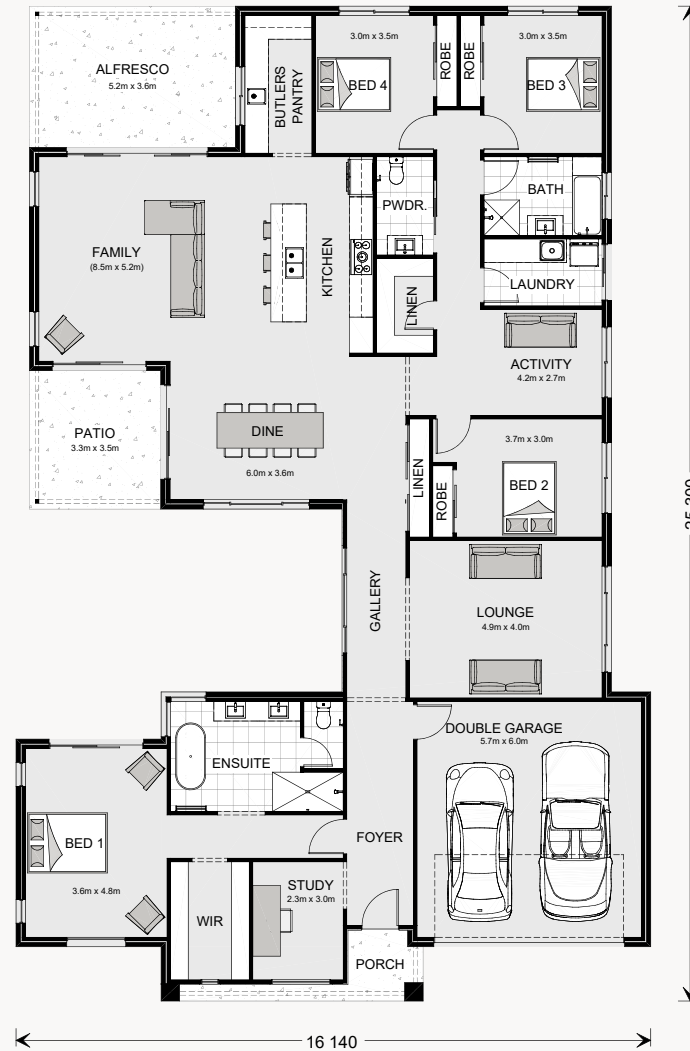 ALFRESCO
5.2m x 3.6m
BUTLERS
PANTRY
3.0m x 3.5m
BED 4
ROBE
ROBE
3.0m x 3.5m
BED 3
PWDR.
BATH
FAMILY
(8.5m x 5.2m)
KITCHEN
LINEN
LAUNDRY
ACTIVITY
4.2m x 2.7m
PATIO
3.3m x 3.5m
DINE
6.0m x 3.6m
LINEN
ROBE
3.7m x 3.0m
BED 2
GALLERY
LOUNGE
4.9m x 4.0m
ENSUITE
DOUBLE GARAGE
5.7m x 6.0m
BED 1
3.6m x 4.8m
FOYER
WIR
STUDY
2.3m x 3.0m
PORCH
16 140